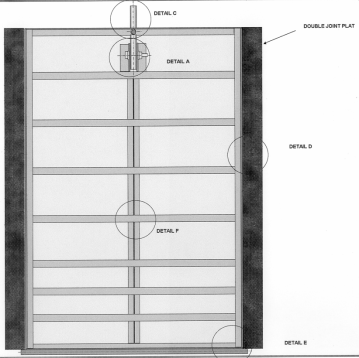 DETAIL C
DOUBLE JOINT PLAT
DETAIL A
DETAIL D
DETAIL F
DETAIL E